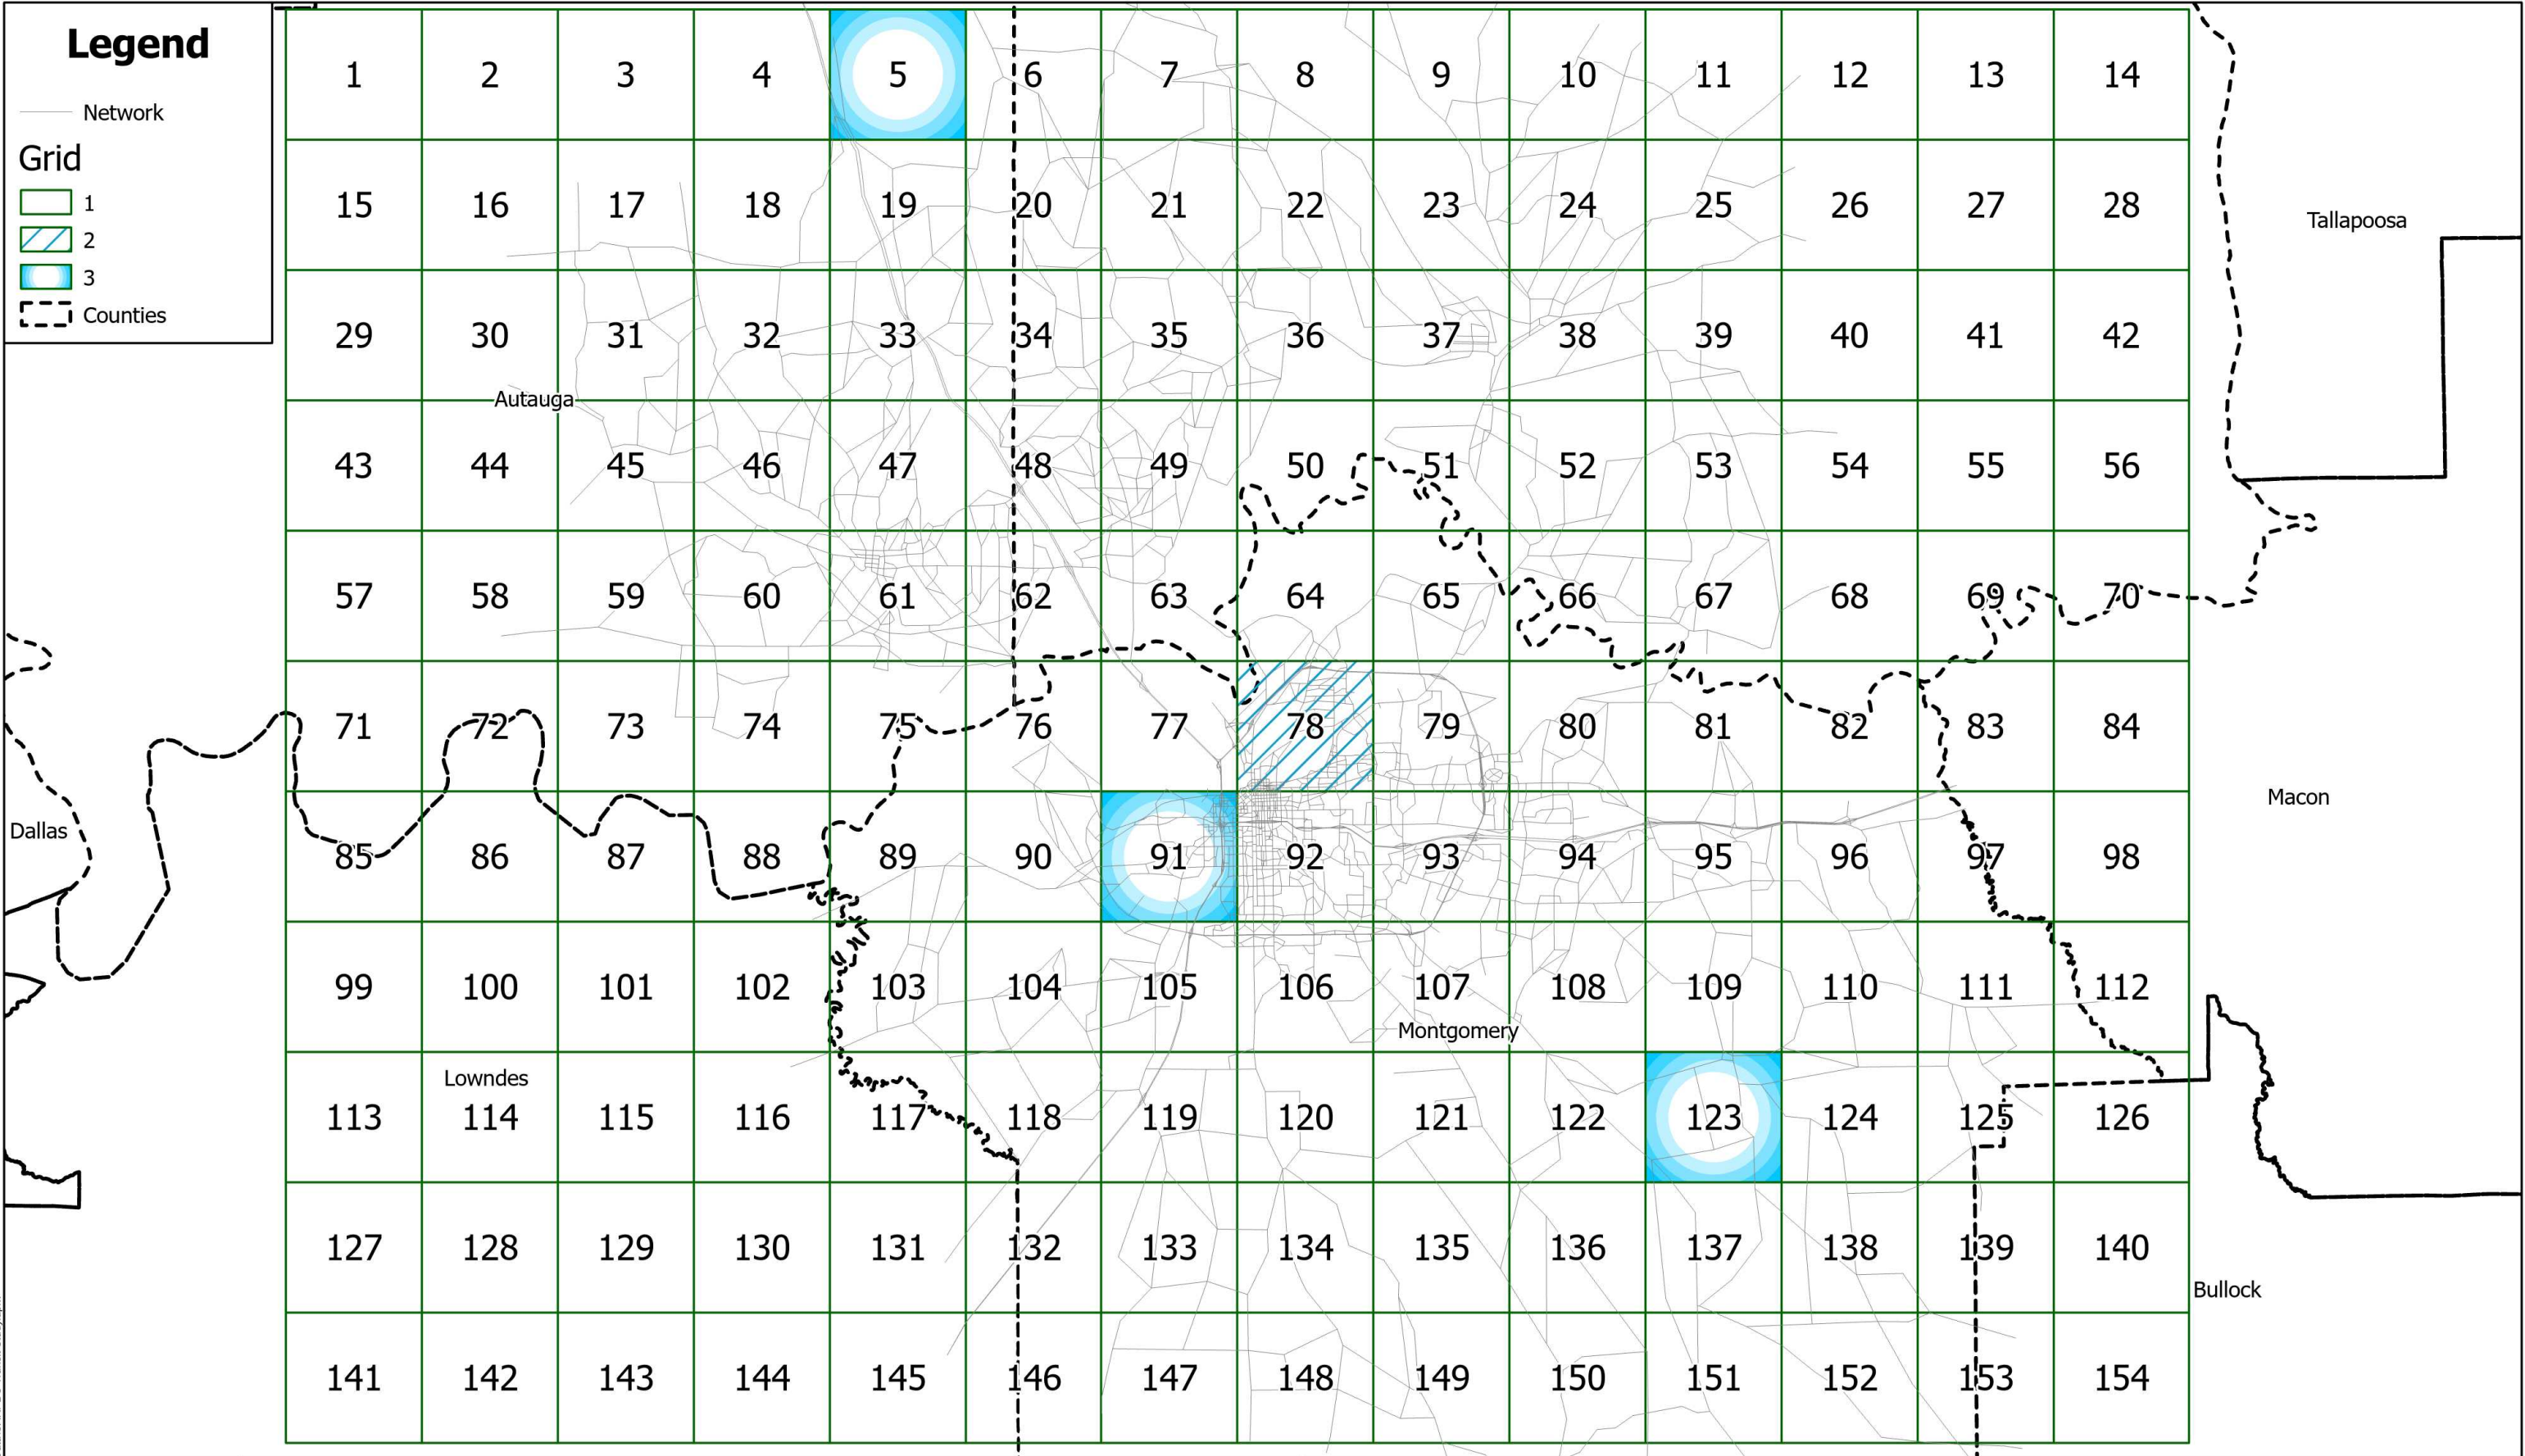 Legend
Network
Grid
1
2
3
Counties
1 2 3 4 5 6 7 8 9 10 11 12 13 14
15 16 17 18 19 20 21 22 23 24 25 26 27 28
Tallapoosa
29 30 31 32 33 34 35 36 37 38 39 40 41 42
Autauga
43 44 45 46 47 48 49 50 51 52 53 54 55 56
57 58 59 60 61 62 63 64 65 66 67 68 69 70
71 72 73 74 75 76 77 78 79 80 81 82 83 84
Macon
Dallas
85 86 87 88 89 90 91 92 93 94 95 96 97 98
99 100 101 102 103 104 105 106 107 108 109 110 111 112
Montgomery
Lowndes
113 114 115 116 117 118 119 120 121 122 123 124 125 126
127 128 129 130 131 132 133 134 135 136 137 138 139 140
Bullock
141 142 143 144 145 146 147 148 149 150 151 152 153 154